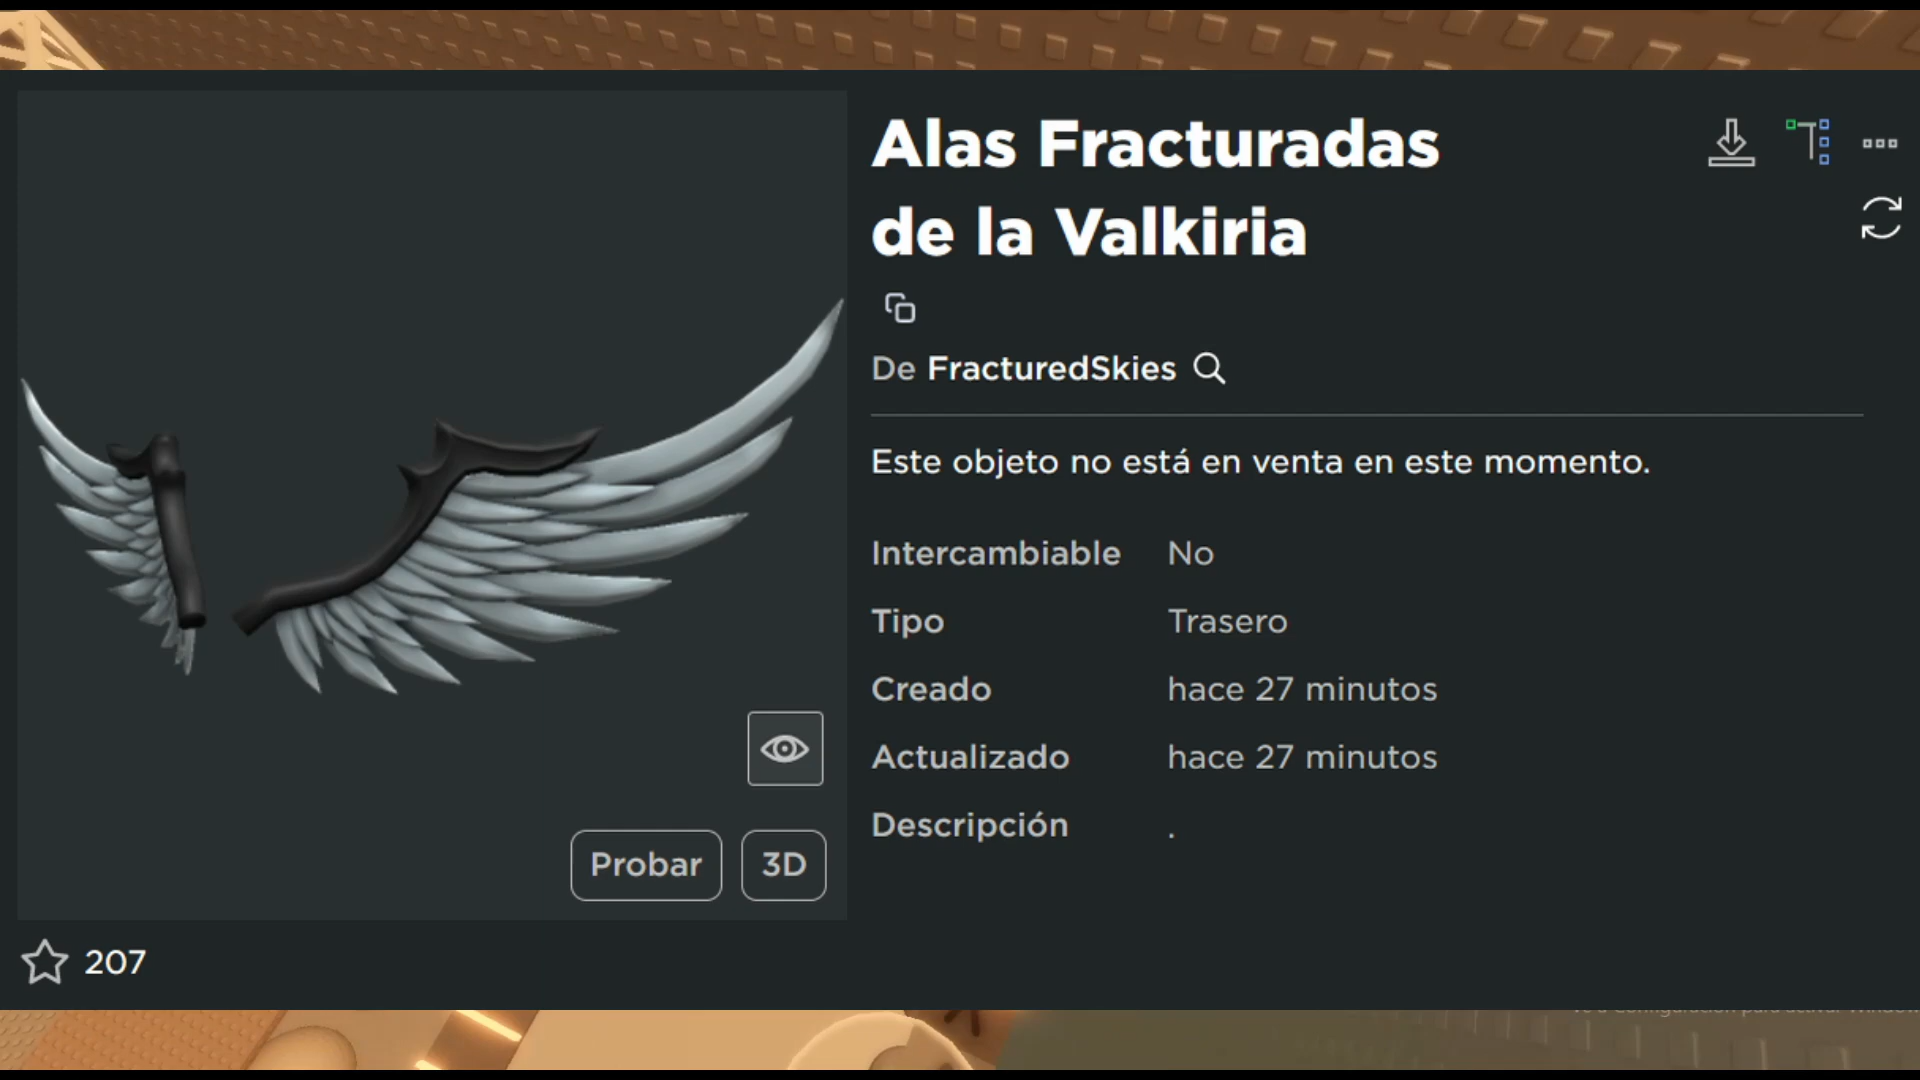 Alas Fracturadas
de la Valkiria
De FracturedSkies
Este objeto no está en venta en este momento.
Intercambiable No
Tipo Trasero
Creado hace 27 minutos
Actualizado hace 27 minutos
Descripción .
Probar 3D
207